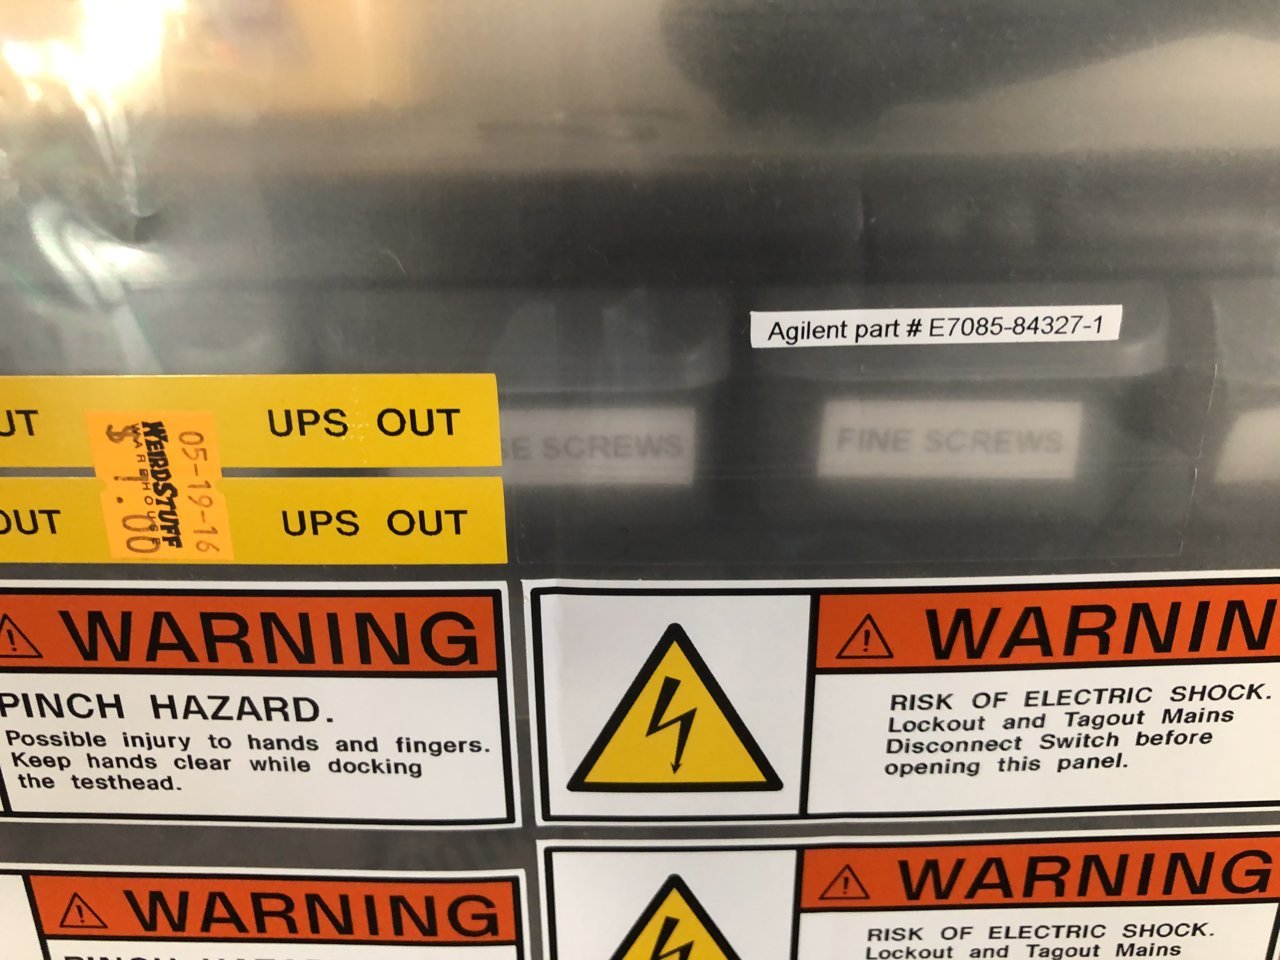 Agilent part # E7085-84327-1
UT UPS OUT
SE SCREWS
FINE SCREWS
OUT UPS OUT
05-19-16
WEIRDSTUFF
WAREHOUSE
$ 1.00
WARNING
PINCH HAZARD.
Possible injury to hands and fingers.
Keep hands clear while docking
the testhead.
WARNIN
RISK OF ELECTRIC SHOCK.
Lockout and Tagout Mains
Disconnect Switch before
opening this panel.
WARNING
WARNING
RISK OF ELECTRIC SHOCK.
Lockout and Tagout Mains